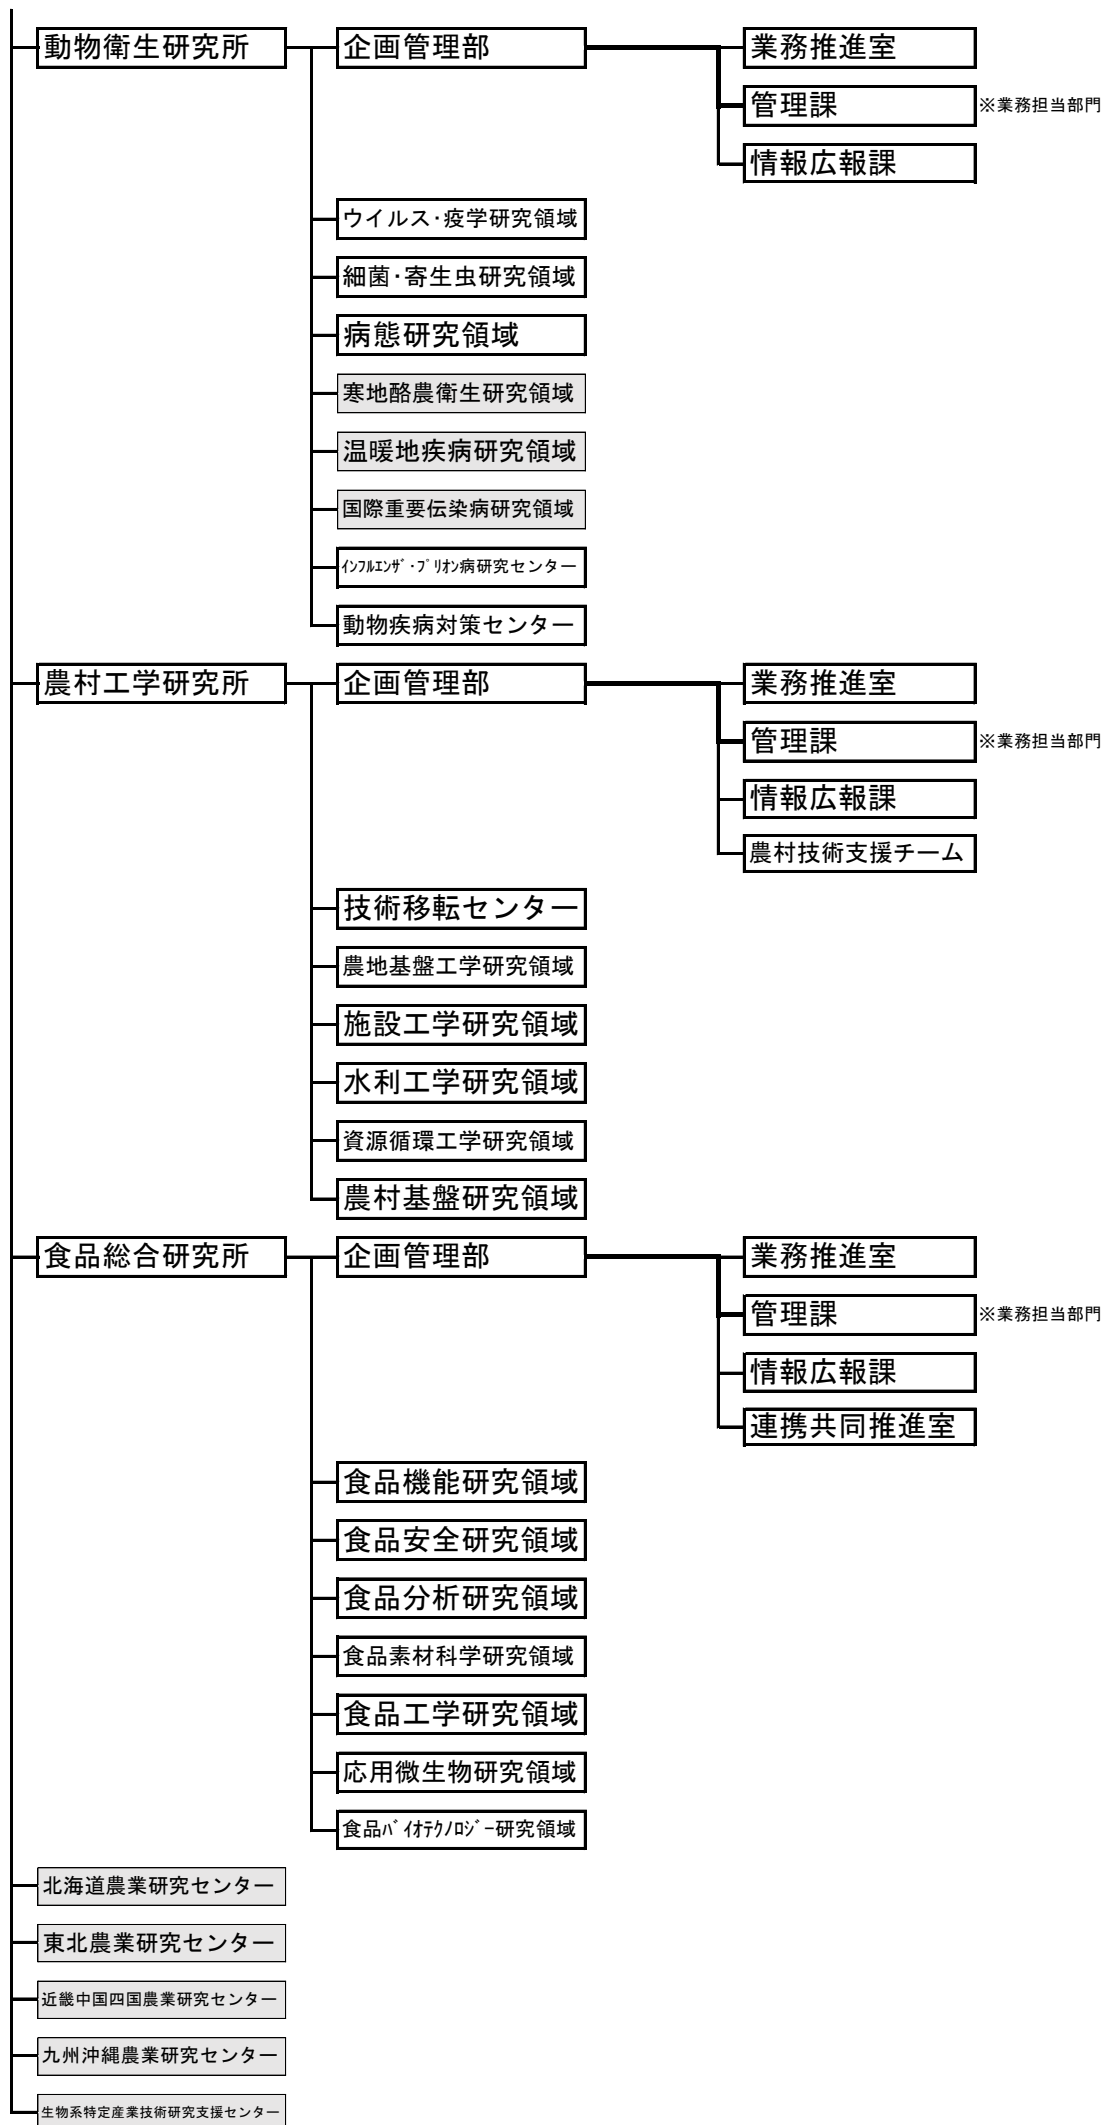 動物衛生研究所 企画管理部 業務推進室
管理課 ※業務担当部門
情報広報課
ウイルス・疫学研究領域
細菌・寄生虫研究領域
病態研究領域
寒地酪農衛生研究領域
温暖地疾病研究領域
国際重要伝染病研究領域
ｲﾝﾌﾙｴﾝｻﾞ・ﾌﾟﾘｵﾝ病研究センター
動物疾病対策センター
農村工学研究所 企画管理部 業務推進室
管理課 ※業務担当部門
情報広報課
農村技術支援チーム
技術移転センター
農地基盤工学研究領域
施設工学研究領域
水利工学研究領域
資源循環工学研究領域
農村基盤研究領域
食品総合研究所 企画管理部 業務推進室
管理課 ※業務担当部門
情報広報課
連携共同推進室
食品機能研究領域
食品安全研究領域
食品分析研究領域
食品素材科学研究領域
食品工学研究領域
応用微生物研究領域
食品ﾊﾞｲｵﾃｸﾉﾛｼﾞｰ研究領域
北海道農業研究センター
東北農業研究センター
近畿中国四国農業研究センター
九州沖縄農業研究センター
生物系特定産業技術研究支援センター